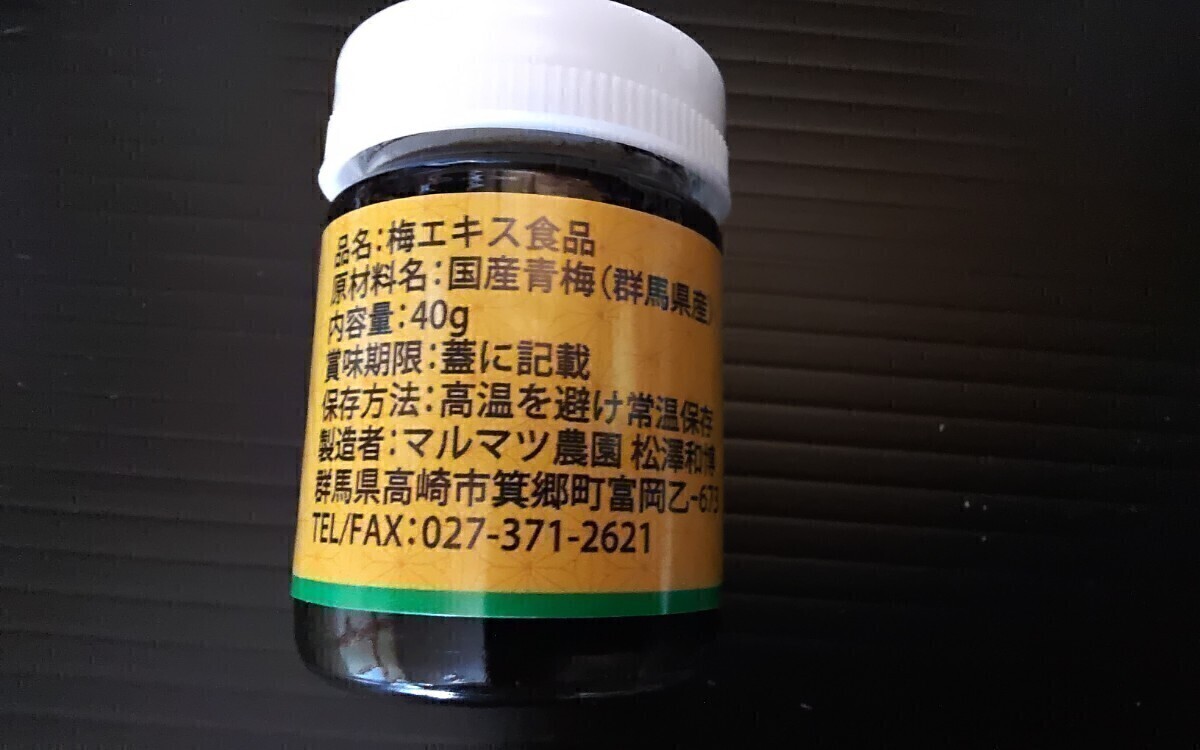 品名:梅エキス食品
原材料名:国産青梅(群馬県産)
内容量:40g
賞味期限:蓋に記載
保存方法:高温を避け常温保存
製造者:マルマツ農園 松澤和博
群馬県高崎市箕郷町富岡乙-673
TEL/FAX:027-371-2621